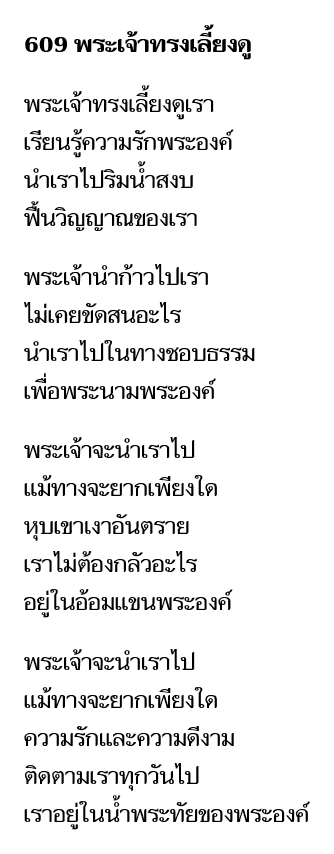 609 พระเจ้าทรงเลี้ยงดู
พระเจ้าทรงเลี้ยงดูเรา
เรียนรู้ความรักพระองค์
นำเราไปริมน้ำสงบ
ฟื้นวิญญาณของเรา
พระเจ้านำก้าวไปเรา
ไม่เคยขัดสนอะไร
นำเราไปในทางชอบธรรม
เพื่อพระนามพระองค์
พระเจ้าจะนำเราไป
แม้ทางจะยากเพียงใด
หุบเขาเงาอันตราย
เราไม่ต้องกลัวอะไร
อยู่ในอ้อมแขนพระองค์
พระเจ้าจะนำเราไป
แม้ทางจะยากเพียงใด
ความรักและความดีงาม
ติดตามเราทุกวันไป
เราอยู่ในน้ำพระทัยของพระองค์